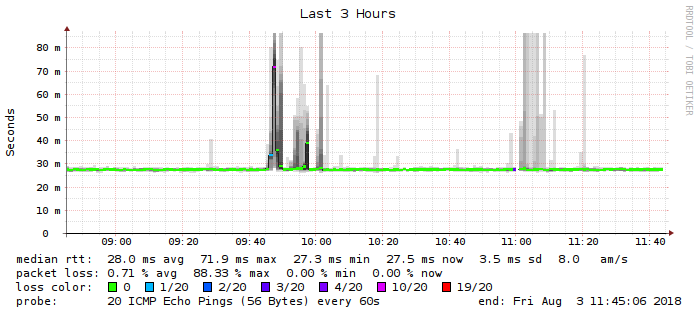 Last 3 Hours
RRDTOOL / TOBI OETIKER
Seconds
80 m
70 m
60 m
50 m
40 m
30 m
20 m
10 m
0
09:00 09:20 09:40 10:00 10:20 10:40 11:00 11:20 11:40
median rtt: 28.0 ms avg 71.9 ms max 27.3 ms min 27.5 ms now 3.5 ms sd 8.0 am/s
packet loss: 0.71 % avg 88.33 % max 0.00 % min 0.00 % now
loss color: 0 1/20 2/20 3/20 4/20 10/20 19/20
probe: 20 ICMP Echo Pings (56 Bytes) every 60s end: Fri Aug 3 11:45:06 2018